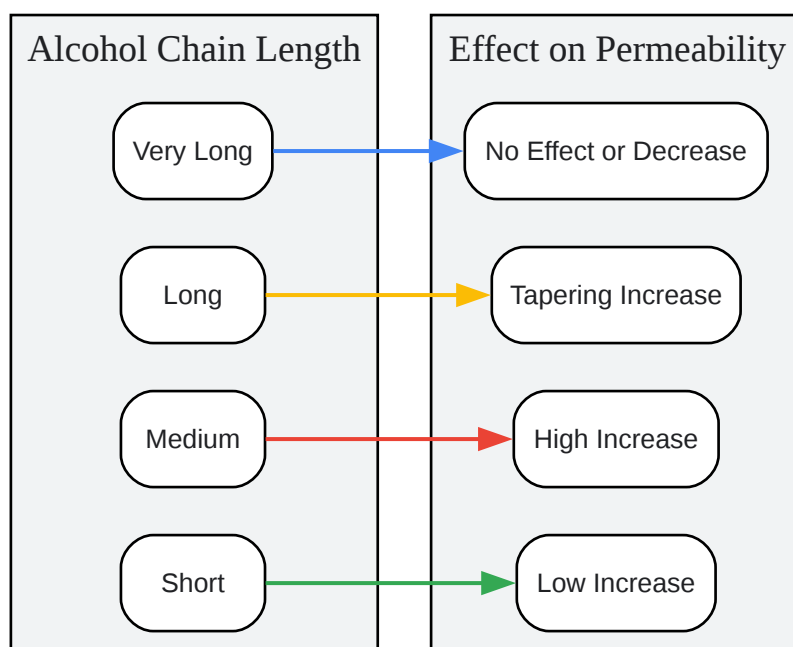 Alcohol Chain Length
Effect on Permeability
Very Long
No Effect or Decrease
Long
Tapering Increase
Medium
High Increase
Short
Low Increase